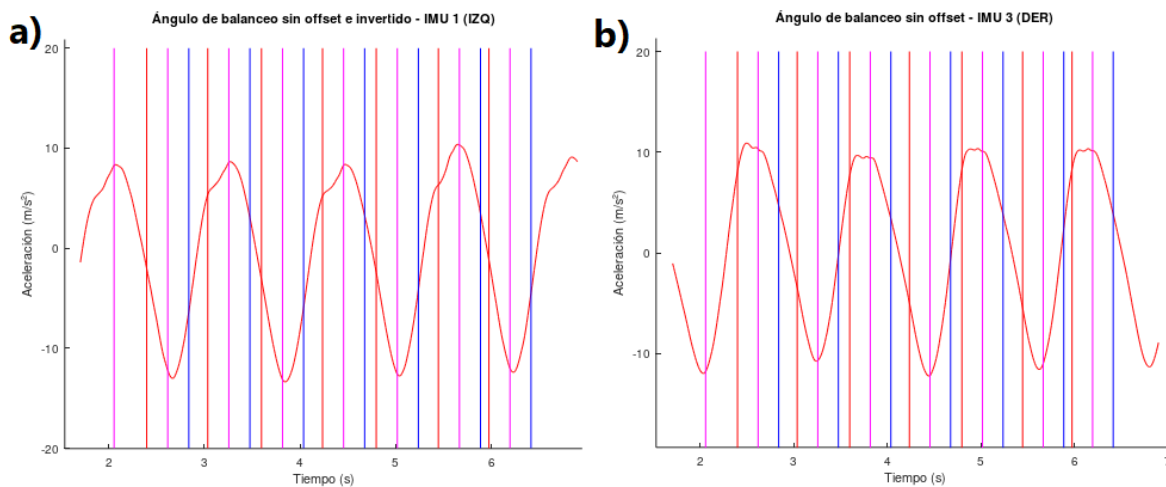 a)
Ángulo de balanceo sin offset e invertido - IMU 1 (IZQ)
20
10
0
-10
-20
2
3
4
5
6
Aceleración (m/s²)
Tiempo (s)
b)
Ángulo de balanceo sin offset - IMU 3 (DER)
20
10
0
-10
2
3
4
5
6
7
Aceleración (m/s²)
Tiempo (s)